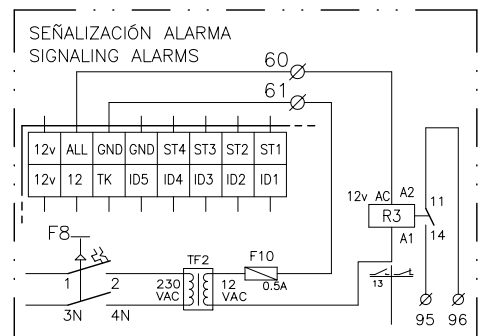 SEÑALIZACIÓN ALARMA
SIGNALING ALARMS
60
61
12v ALL GND GND ST4 ST3 ST2 ST1
12v 12 TK ID5 ID4 ID3 ID2 ID1
12v AC A2 11
R3
A1 14
F8
TF2 F10
1 2 230 VAC 12 VAC 0.5A
13
3N 4N
95 96